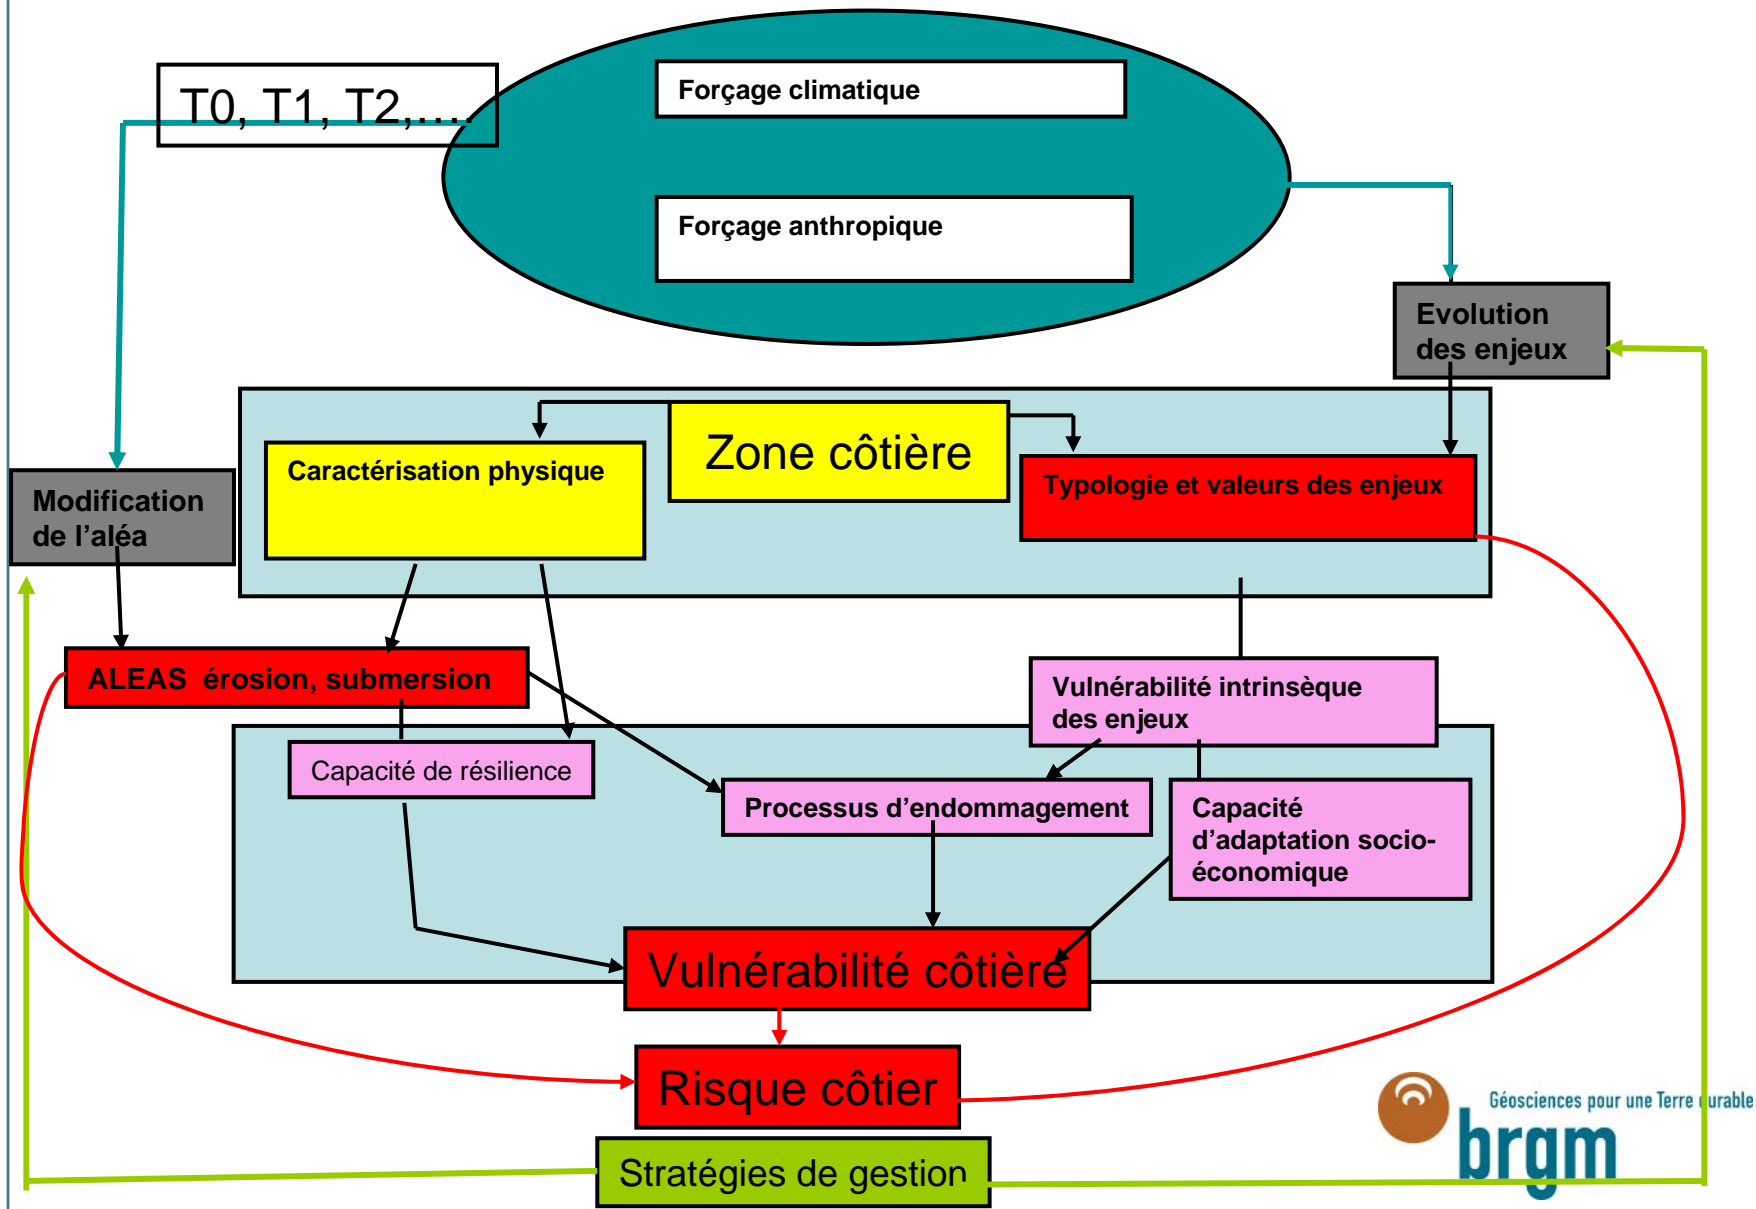 T0, T1, T2,....
Forçage climatique
Forçage anthropique
Evolution
des enjeux
Zone côtière
Caractérisation physique
Typologie et valeurs des enjeux
Modification
de l'aléa
ALEAS  érosion, submersion
Vulnérabilité intrinsèque
des enjeux
Capacité de résilience
Processus d'endommagement
Capacité
d'adaptation socio-
économique
Vulnérabilité côtière
Risque côtier
Géosciences pour une Terre durable
brgm
Stratégies de gestion